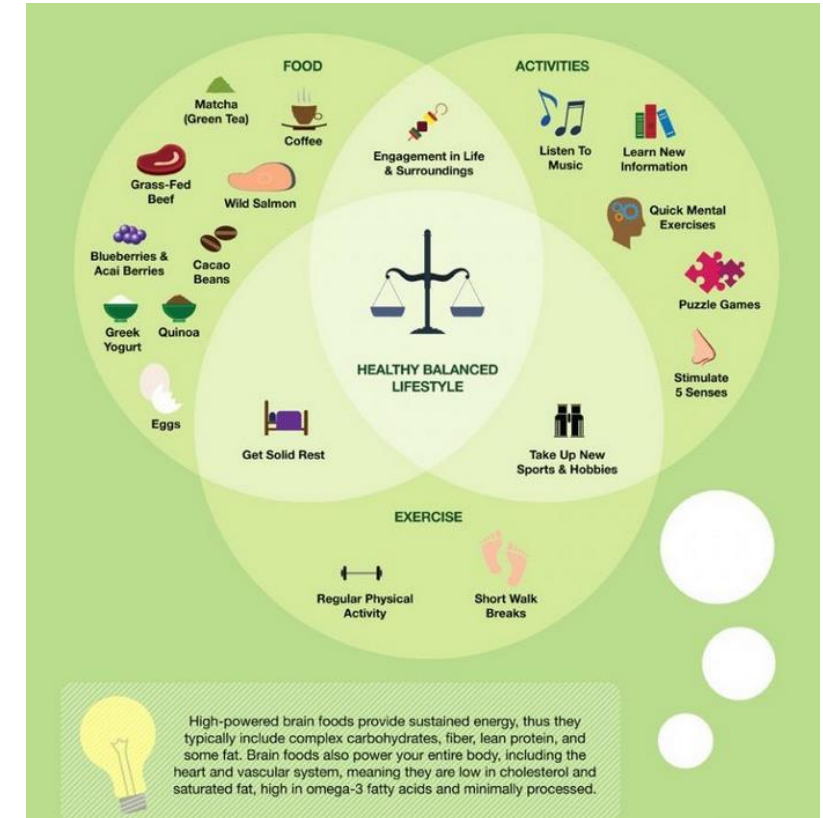 FOOD
ACTIVITIES
Matcha
(Green Tea)
Coffee
Engagement in Life
& Surroundings
Listen To
Music
Learn New
Information
Grass-Fed
Beef
Wild Salmon
Quick Mental
Exercises
Blueberries &
Acai Berries
Cacao
Beans
Puzzle Games
Greek
Yogurt
Quinoa
HEALTHY BALANCED
LIFESTYLE
Stimulate
5 Senses
Eggs
Get Solid Rest
Take Up New
Sports & Hobbies
EXERCISE
Regular Physical
Activity
Short Walk
Breaks
High-powered brain foods provide sustained energy, thus they
typically include complex carbohydrates, fiber, lean protein, and
some fat. Brain foods also power your entire body, including the
heart and vascular system, meaning they are low in cholesterol and
saturated fat, high in omega-3 fatty acids and minimally processed.